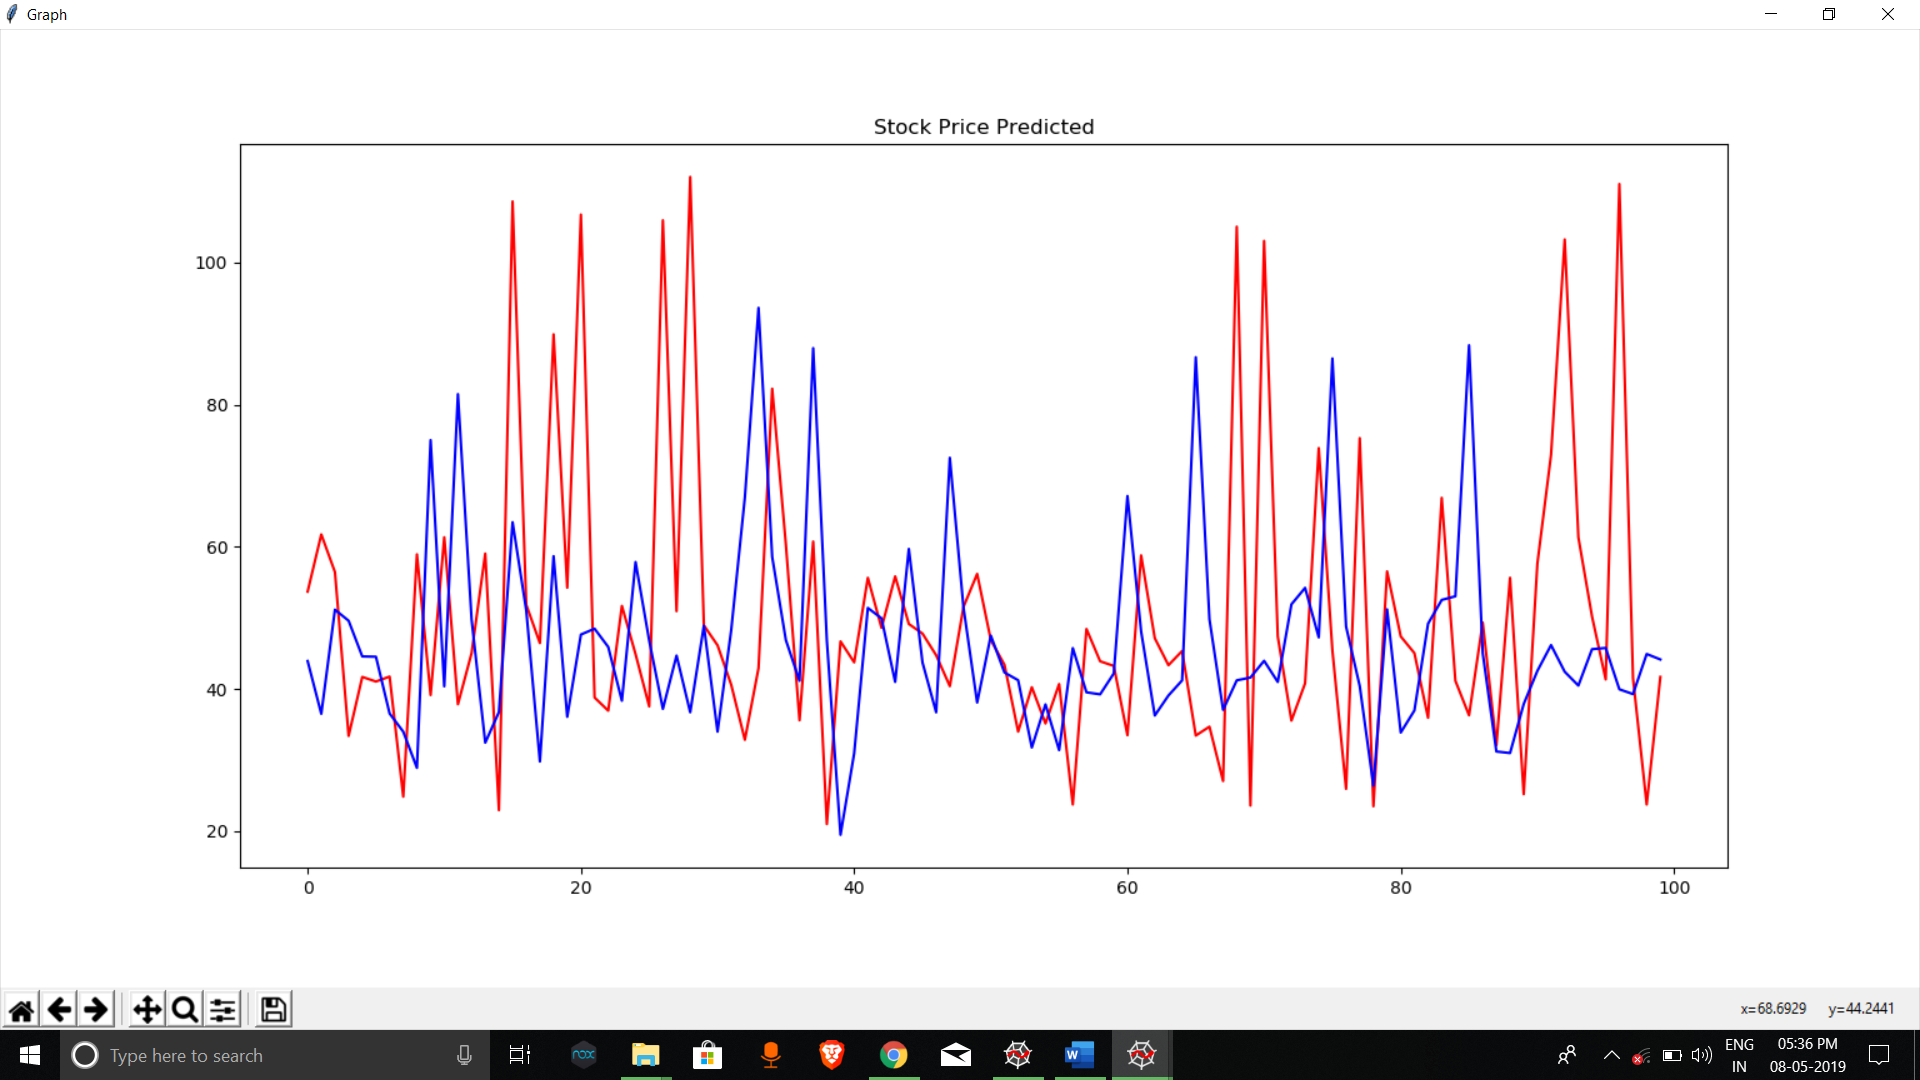 Graph
Stock Price Predicted
100
80
60
40
20
0 20 40 60 80 100
x=68.6929 y=44.2441
Type here to search
nox
W
ENG
IN
05:36 PM
08-05-2019